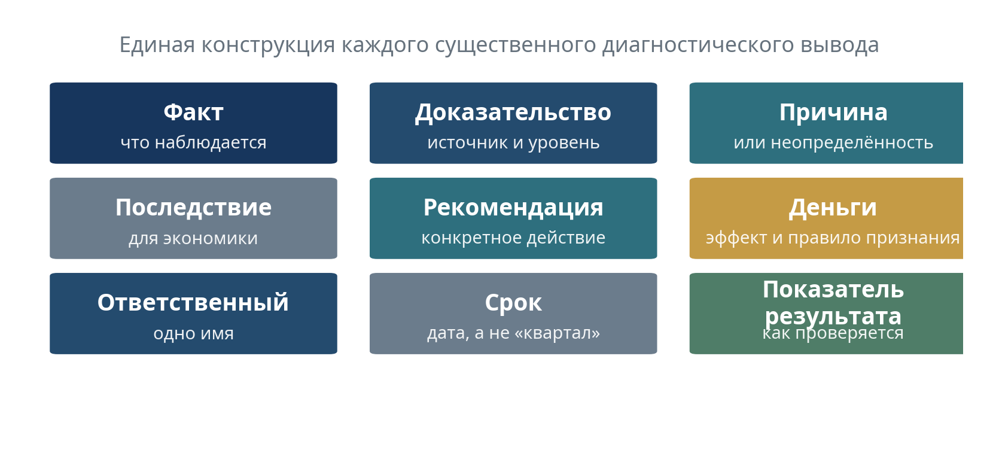 Единая конструкция каждого существенного диагностического вывода
Факт
что наблюдается
Доказательство
источник и уровень
Причина
или неопределённость
Последствие
для экономики
Рекомендация
конкретное действие
Деньги
эффект и правило признания
Ответственный
одно имя
Срок
дата, а не «квартал»
Показатель
результата
как проверяется